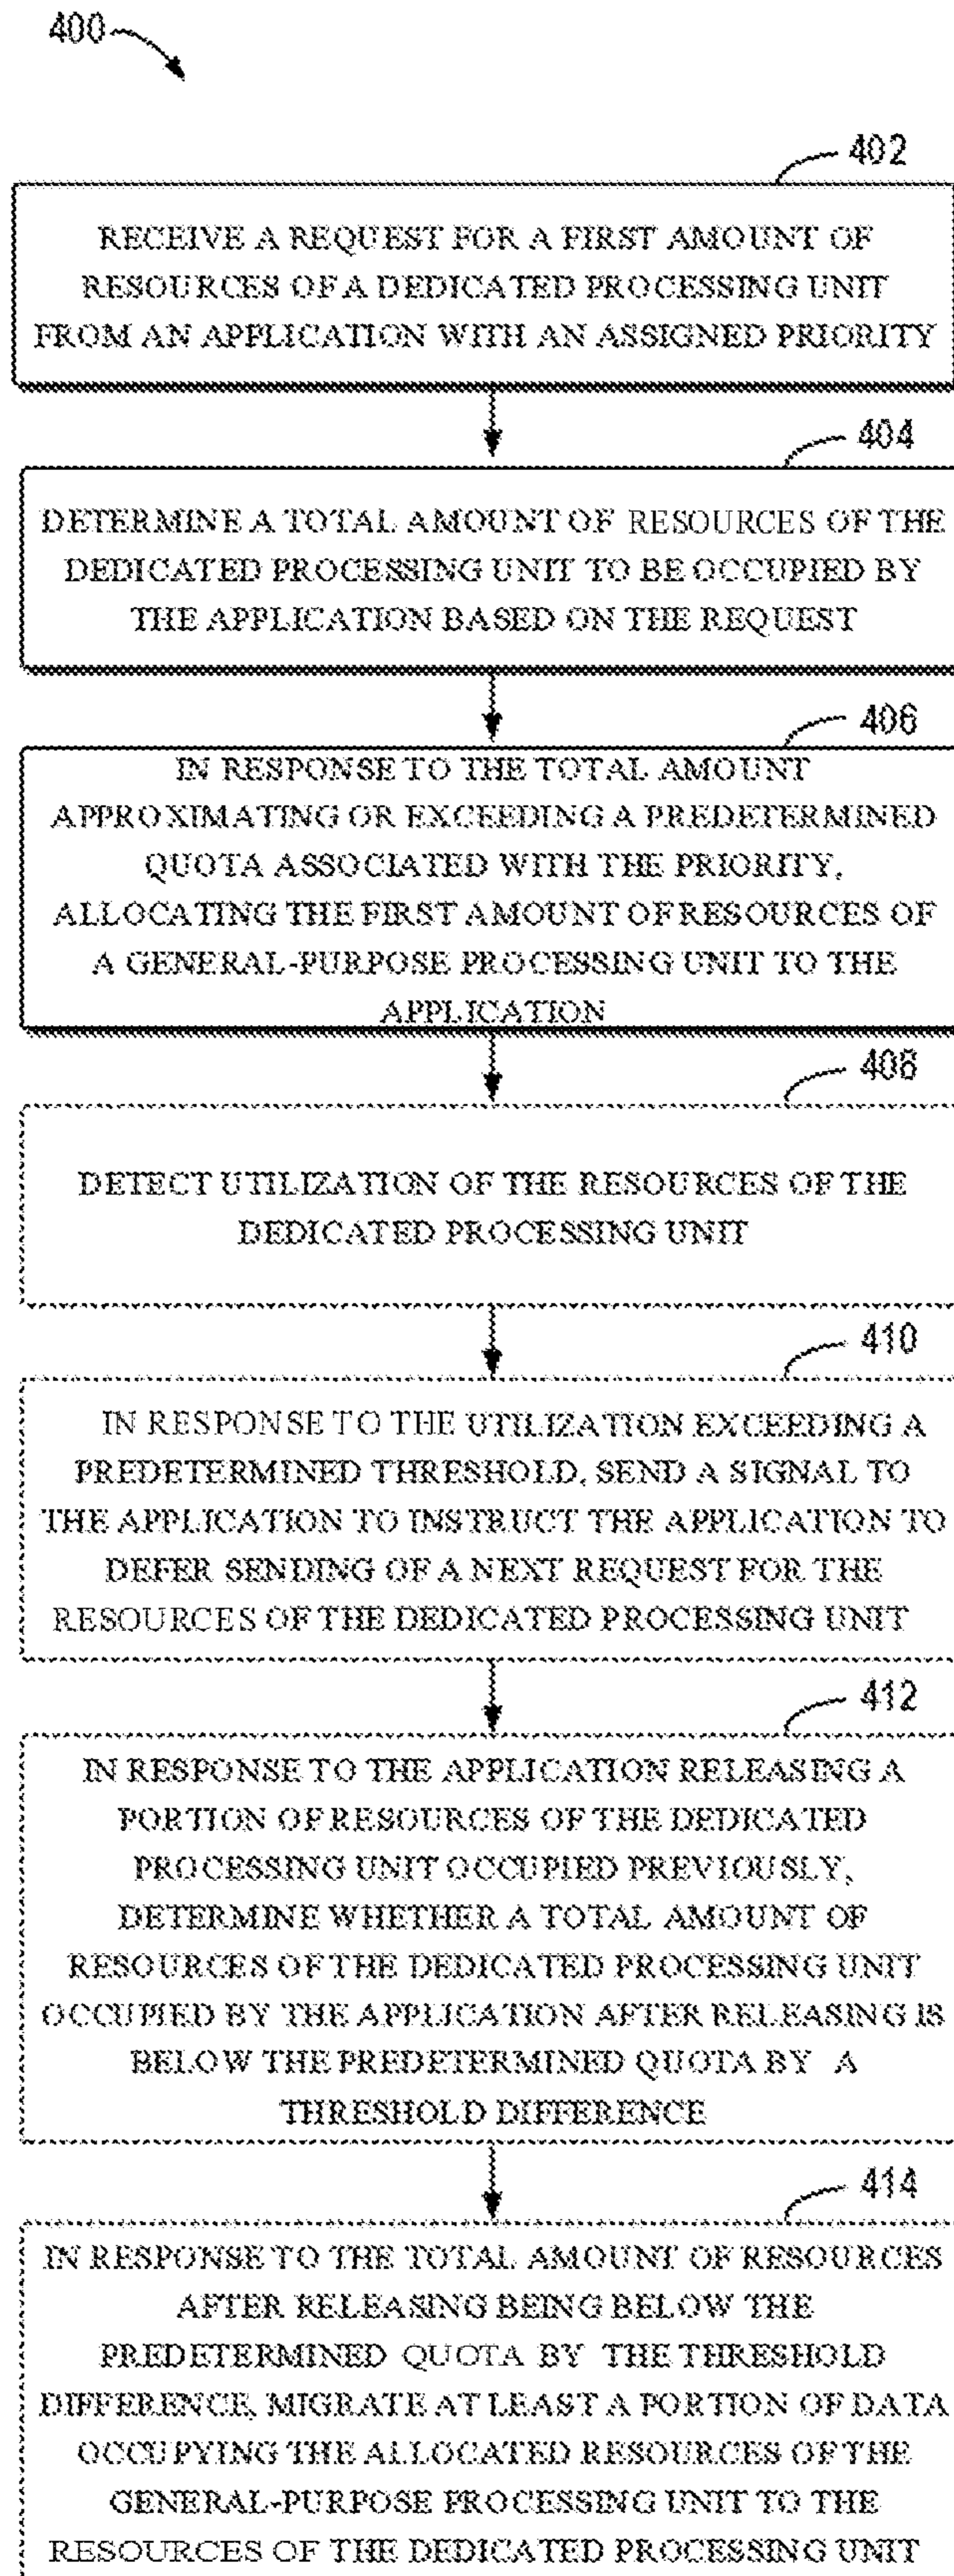 400
402
RECEIVE A REQUEST FOR A FIRST AMOUNT OF
RESOURCES OF A DEDICATED PROCESSING UNIT
FROM AN APPLICATION WITH AN ASSIGNED PRIORITY
404
DETERMINE A TOTAL AMOUNT OF RESOURCES OF THE
DEDICATED PROCESSING UNIT TO BE OCCUPIED BY
THE APPLICATION BASED ON THE REQUEST
406
IN RESPONSE TO THE TOTAL AMOUNT
APPROXIMATING OR EXCEEDING A PREDETERMINED
QUOTA ASSOCIATED WITH THE PRIORITY,
ALLOCATING THE FIRST AMOUNT OF RESOURCES OF
A GENERAL-PURPOSE PROCESSING UNIT TO THE
APPLICATION
408
DETECT UTILIZATION OF THE RESOURCES OF THE
DEDICATED PROCESSING UNIT
410
IN RESPONSE TO THE UTILIZATION EXCEEDING A
PREDETERMINED THRESHOLD, SEND A SIGNAL TO
THE APPLICATION TO INSTRUCT THE APPLICATION TO
DEFER SENDING OF A NEXT REQUEST FOR THE
RESOURCES OF THE DEDICATED PROCESSING UNIT
412
IN RESPONSE TO THE APPLICATION RELEASING A
PORTION OF RESOURCES OF THE DEDICATED
PROCESSING UNIT OCCUPIED PREVIOUSLY,
DETERMINE WHETHER A TOTAL AMOUNT OF
RESOURCES OF THE DEDICATED PROCESSING UNIT
OCCUPIED BY THE APPLICATION AFTER RELEASING IS
BELOW THE PREDETERMINED QUOTA BY A
THRESHOLD DIFFERENCE
414
IN RESPONSE TO THE TOTAL AMOUNT OF RESOURCES
AFTER RELEASING BEING BELOW THE
PREDETERMINED QUOTA BY THE THRESHOLD
DIFFERENCE, MIGRATE AT LEAST A PORTION OF DATA
OCCUPYING THE ALLOCATED RESOURCES OF THE
GENERAL-PURPOSE PROCESSING UNIT TO THE
RESOURCES OF THE DEDICATED PROCESSING UNIT